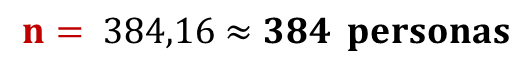 n = 384,16 ≈ 384 personas